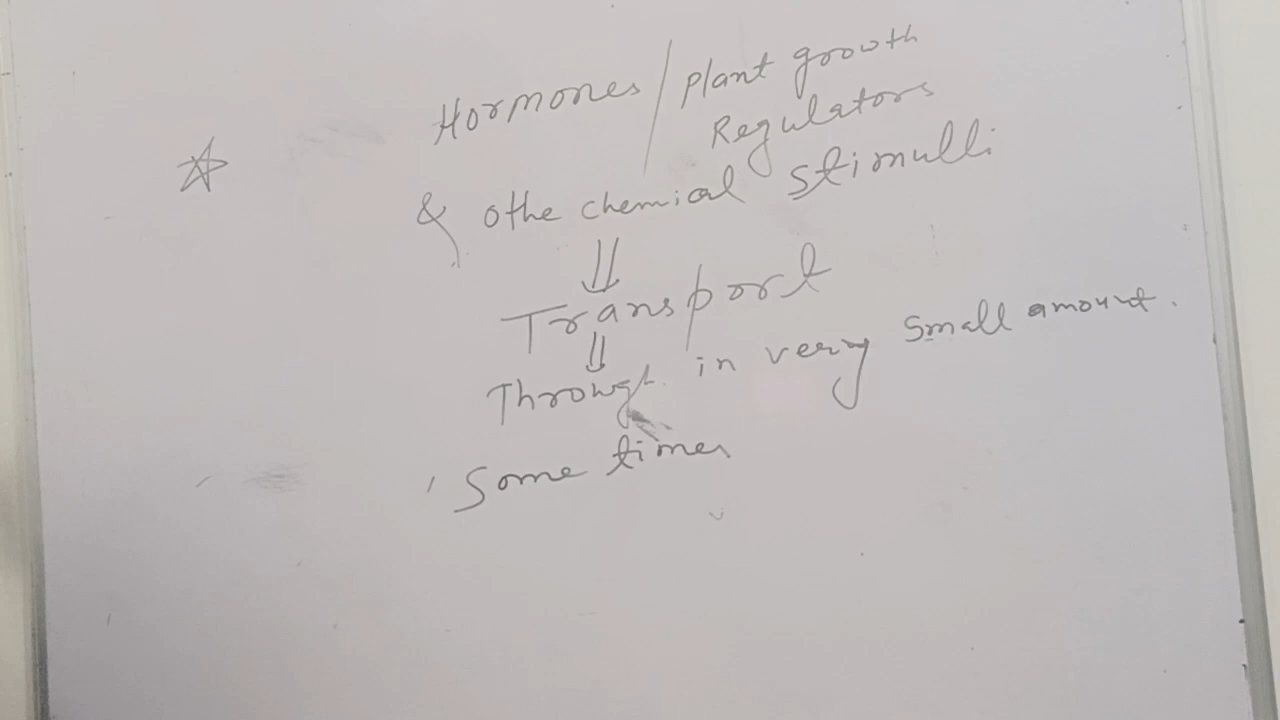 Hormones / plant growth
Regulators
& othe chemical stimulli
Transport
Through in very small amount.
Some times